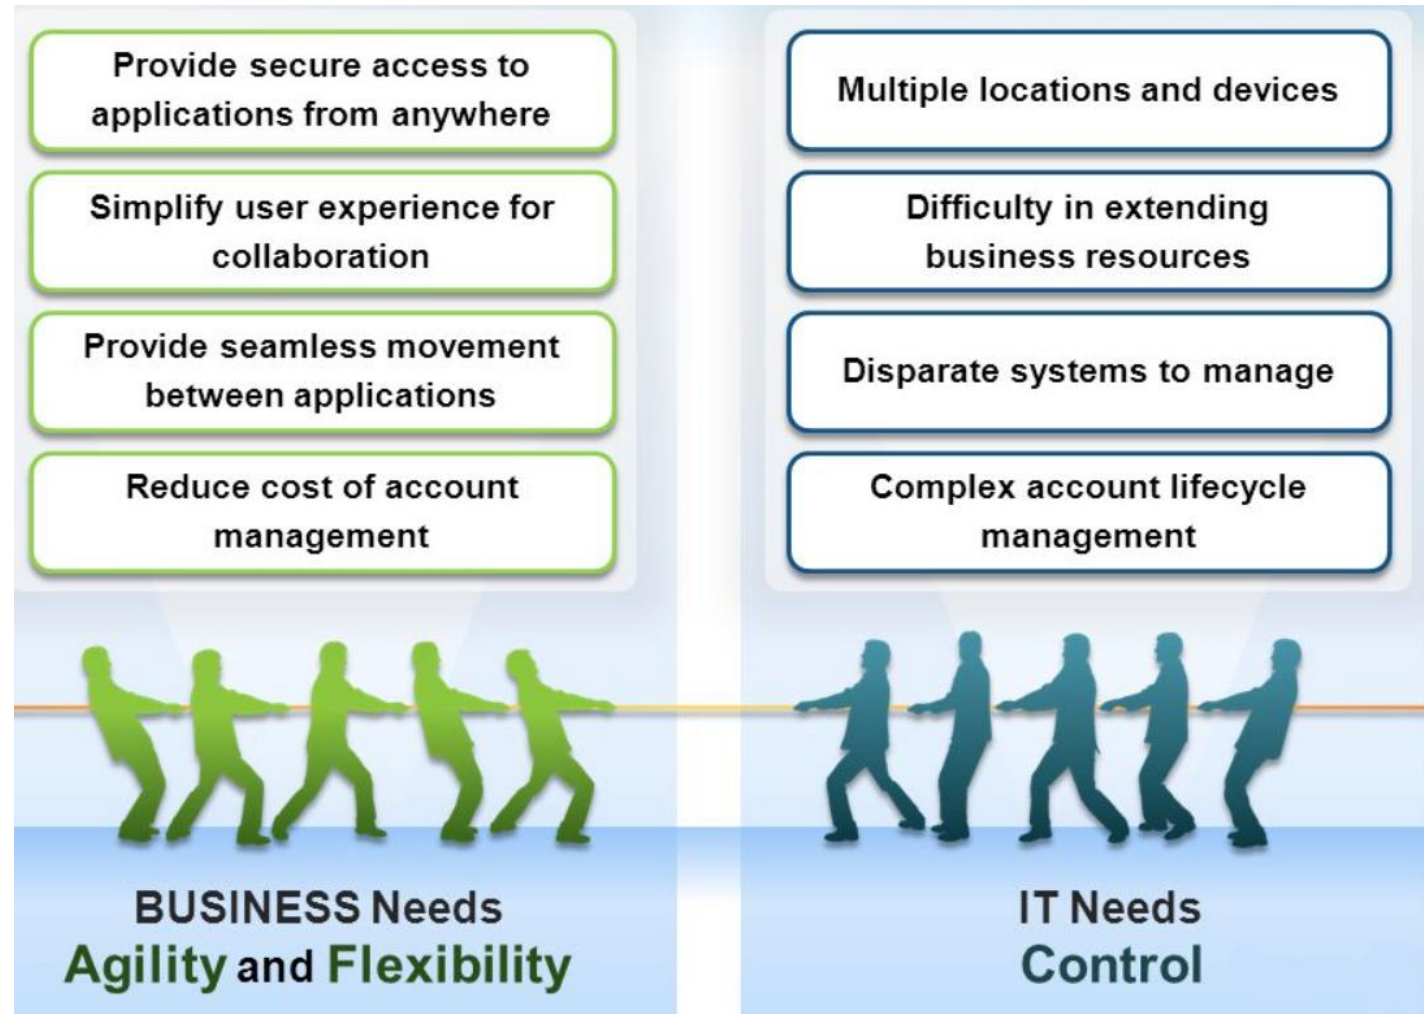 Provide secure access to
applications from anywhere
Simplify user experience for
collaboration
Provide seamless movement
between applications
Reduce cost of account
management
BUSINESS Needs
Agility and Flexibility
Multiple locations and devices
Difficulty in extending
business resources
Disparate systems to manage
Complex account lifecycle
management
IT Needs
Control